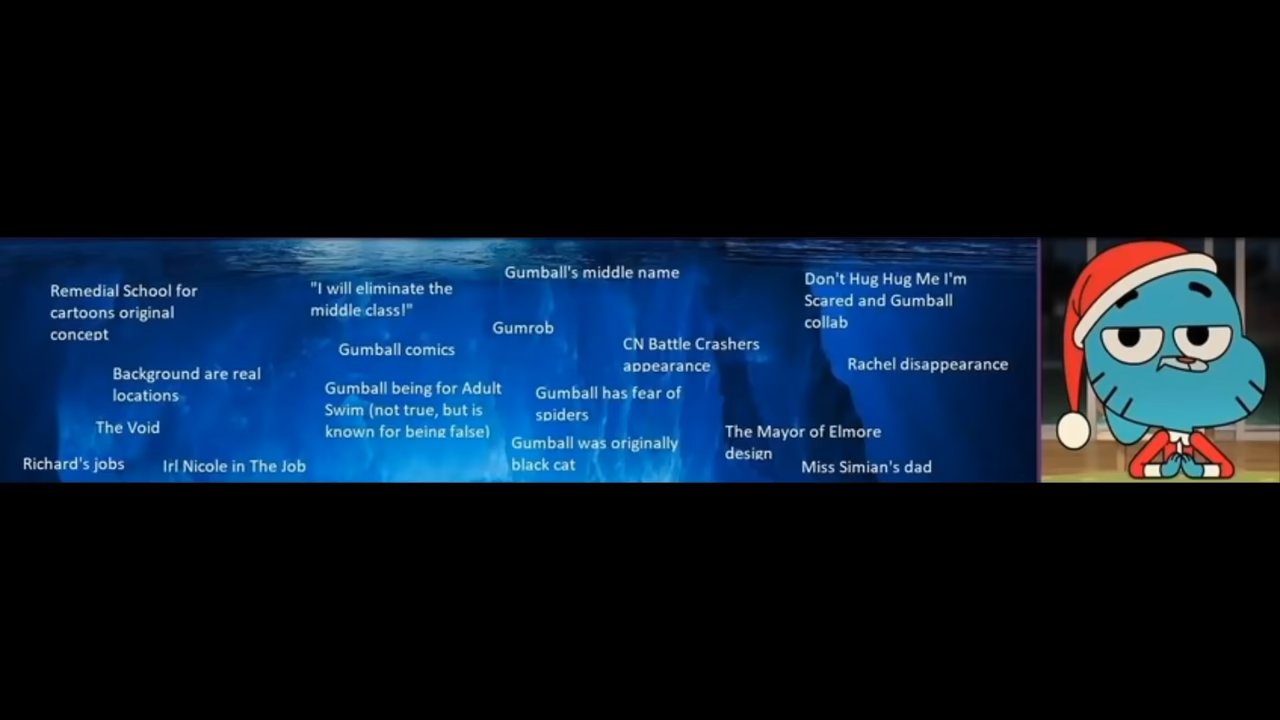 Remedial School for
cartoons original
concept
"I will eliminate the
middle class!"
Gumball's middle name
Don't Hug Hug Me I'm
Scared and Gumball
collab
Gumrob
Gumball comics
CN Battle Crashers
appearance
Rachel disappearance
Background are real
locations
Gumball being for Adult
Swim (not true, but is
known for being false)
Gumball has fear of
spiders
The Void
The Mayor of Elmore
design
Gumball was originally
black cat
Richard's jobs
Irl Nicole in The Job
Miss Simian's dad